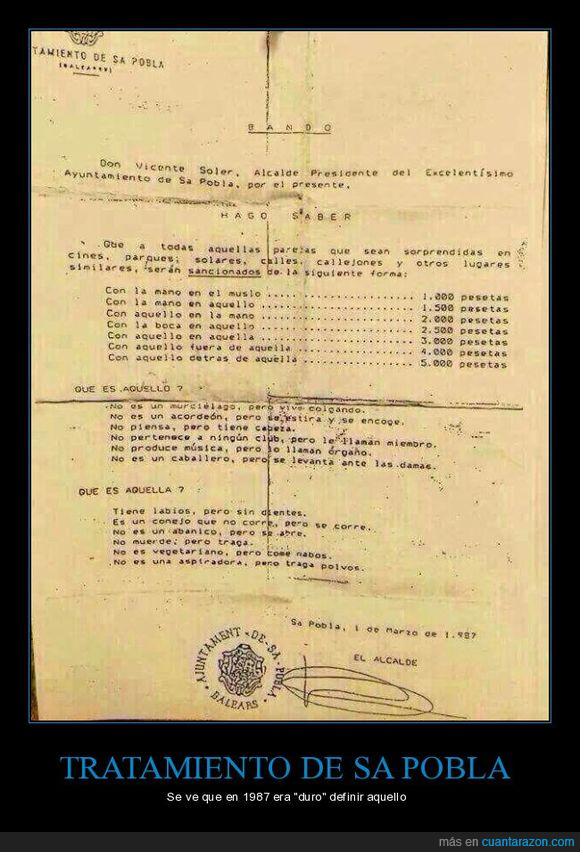 TAMIENTO DE SA POBLA
(BALEARES)
BANDO
Don Vicente Soler, Alcalde Presidente del Excelentísimo
Ayuntamiento de Sa Pobla, por el presente,
HAGO SABER
Que a todas aquellas parejas que sean sorprendidas en
cines, parques; solares, calles, callejones y otros lugares
similares, serán sancionados de la siguiente forma:
Con la mano en el muslo .................... 1.000 pesetas
Con la mano en aquello .................... 1.500 pesetas
Con aquello en la mano .................... 2.000 pesetas
Con la boca en aquello .................... 2.500 pesetas
Con aquello en aquella .................... 3.000 pesetas
Con aquello fuera de aquella ............... 4.000 pesetas
Con aquello detras de aquella .............. 5.000 pesetas
QUE ES AQUELLO ?
No es un murciélago, pero vive colgando.
No es un acordeón, pero se estira y se encoge.
No piensa, pero tiene cabeza.
No pertenece a ningún club, pero le llaman miembro.
No produce música, pero lo llaman órgano.
No es un caballero, pero se levanta ante las damas.
QUE ES AQUELLA ?
Tiene labios, pero sin dientes.
Es un conejo que no corre, pero se corre.
No es un abanico, pero se abre.
No muerde, pero traga.
No es vegetariano, pero come nabos.
No es una aspiradora, pero traga polvos.
Sa Pobla, 1 de Marzo de 1.987
EL ALCALDE
AJUNTAMENT DE SA POBLA
BALEARS
TRATAMIENTO DE SA POBLA
Se ve que en 1987 era "duro" definir aquello
más en cuantarazon.com